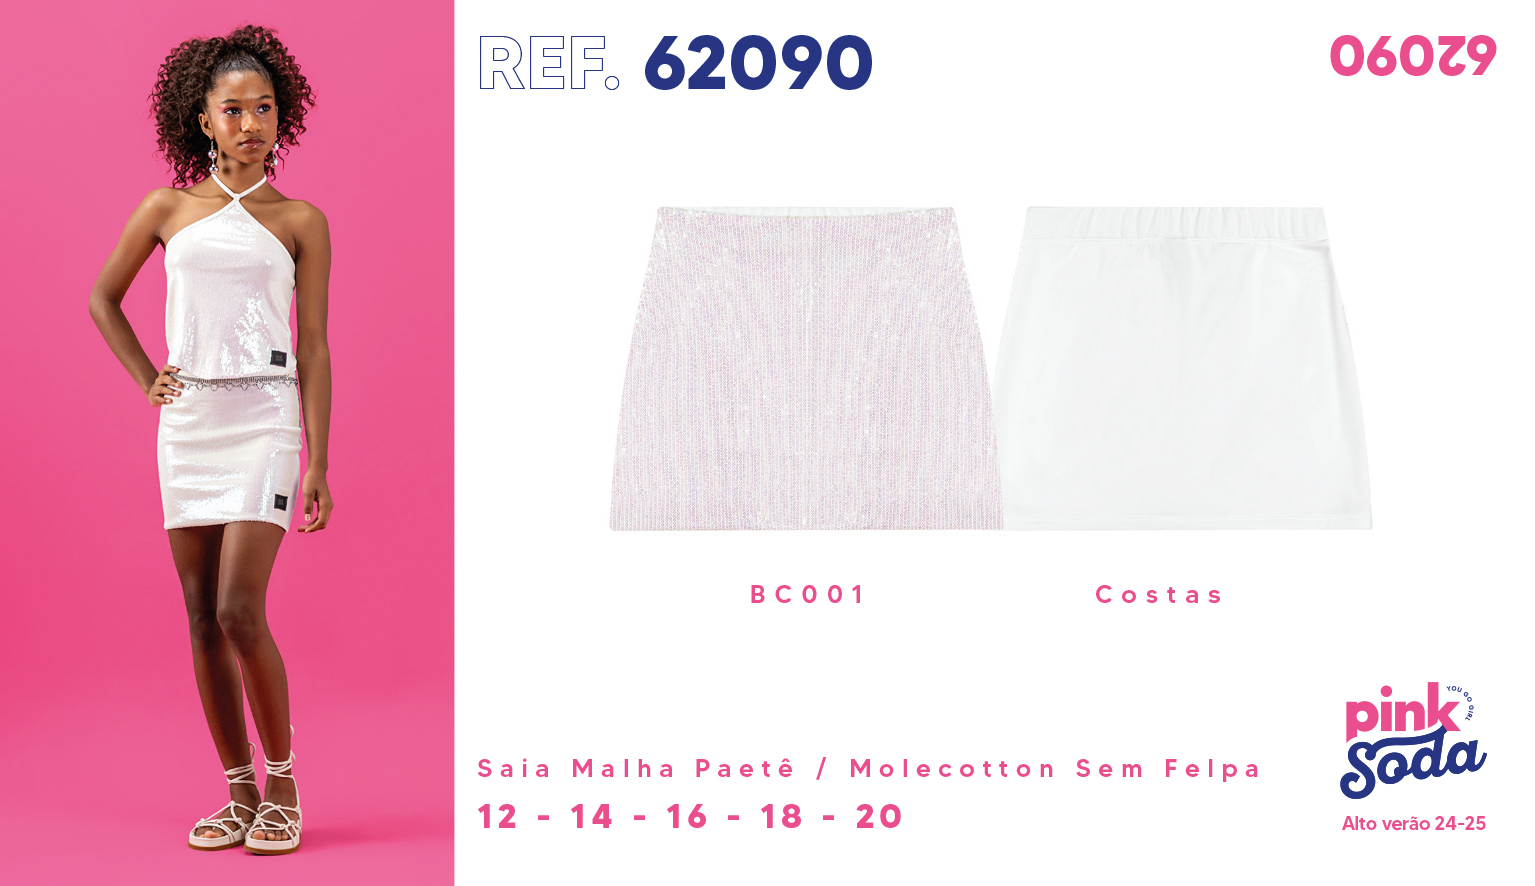 REF. 62090
62090
BC001
Costas
Saia Malha Paetê / Molecotton Sem Felpa
12 - 14 - 16 - 18 - 20
pink
YOU GO GIRL
Soda
Alto verão 24-25